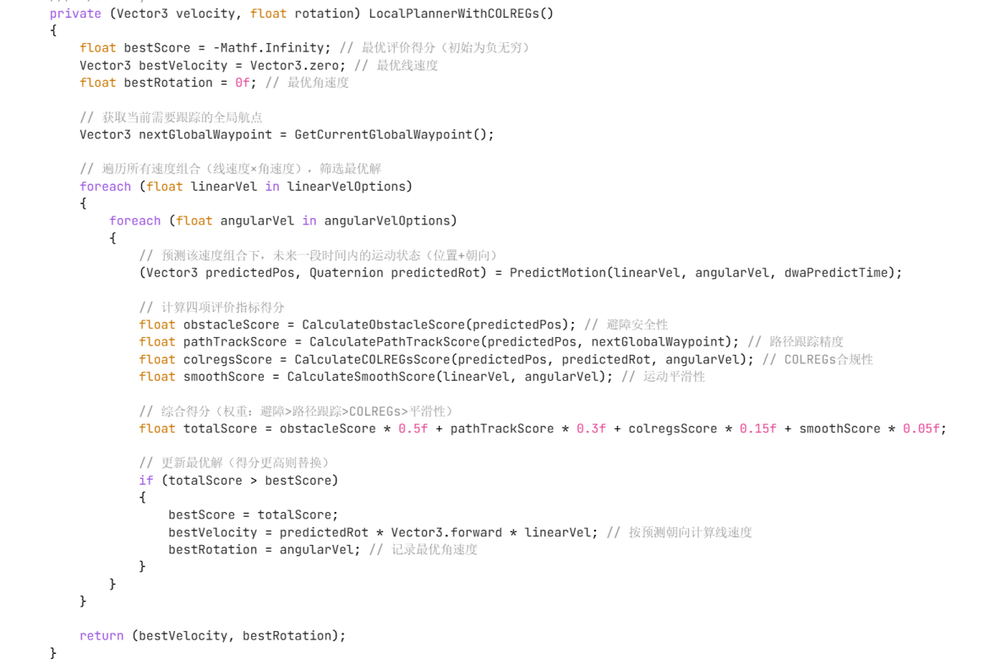 private (Vector3 velocity, float rotation) LocalPlannerWithCOLREGs()
{
    float bestScore = -Mathf.Infinity; // 最优评价得分（初始为负无穷）
    Vector3 bestVelocity = Vector3.zero; // 最优线速度
    float bestRotation = 0f; // 最优角速度

    // 获取当前需要跟踪的全局航点
    Vector3 nextGlobalWaypoint = GetCurrentGlobalWaypoint();

    // 遍历所有速度组合（线速度×角速度），筛选最优解
    foreach (float linearVel in linearVelOptions)
    {
        foreach (float angularVel in angularVelOptions)
        {
            // 预测该速度组合下，未来一段时间内的运动状态（位置+朝向）
            (Vector3 predictedPos, Quaternion predictedRot) = PredictMotion(linearVel, angularVel, dwaPredictTime);

            // 计算四项评价指标得分
            float obstacleScore = CalculateObstacleScore(predictedPos); // 避障安全性
            float pathTrackScore = CalculatePathTrackScore(predictedPos, nextGlobalWaypoint); // 路径跟踪精度
            float colregsScore = CalculateCOLREGsScore(predictedPos, predictedRot, angularVel); // COLREGs合规性
            float smoothScore = CalculateSmoothScore(linearVel, angularVel); // 运动平滑性

            // 综合得分（权重：避障>路径跟踪>COLREGs>平滑性）
            float totalScore = obstacleScore * 0.5f + pathTrackScore * 0.3f + colregsScore * 0.15f + smoothScore * 0.05f;

            // 更新最优解（得分更高则替换）
            if (totalScore > bestScore)
            {
                bestScore = totalScore;
                bestVelocity = predictedRot * Vector3.forward * linearVel; // 按预测朝向计算线速度
                bestRotation = angularVel; // 记录最优角速度
            }
        }
    }

    return (bestVelocity, bestRotation);
}